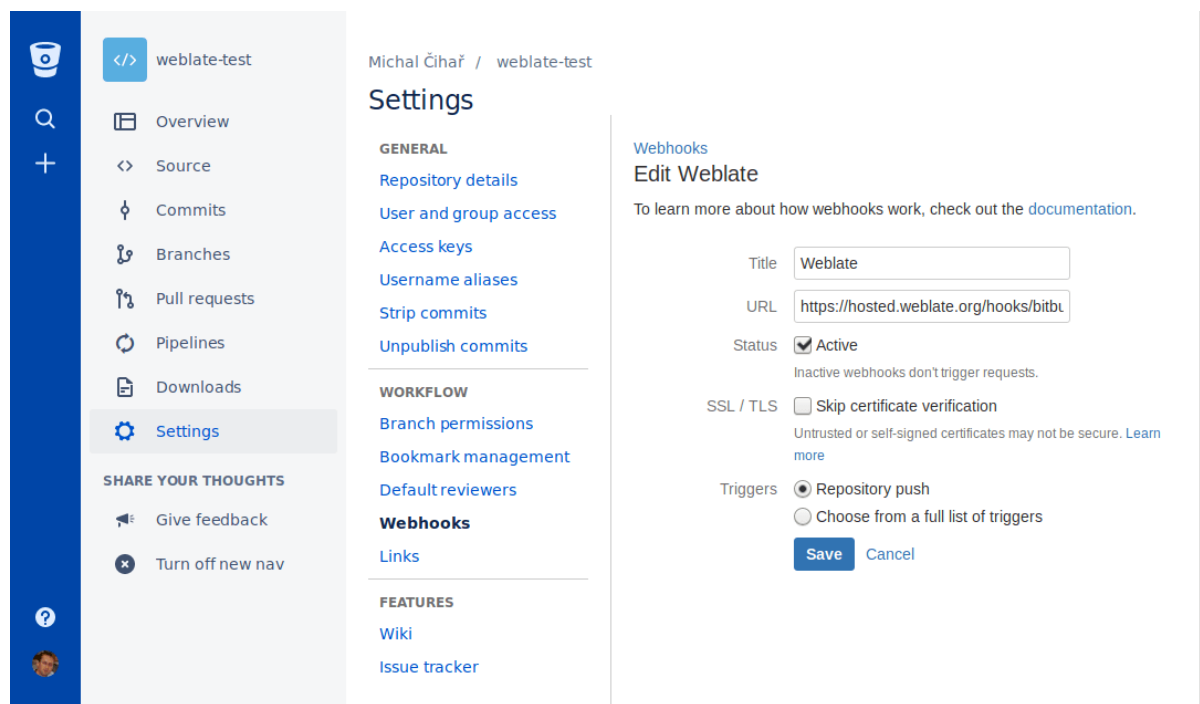 weblate-test
Overview
Source
Commits
Branches
Pull requests
Pipelines
Downloads
Settings
SHARE YOUR THOUGHTS
Give feedback
Turn off new nav
Michal Čihař / weblate-test
Settings
GENERAL
Repository details
User and group access
Access keys
Username aliases
Strip commits
Unpublish commits
WORKFLOW
Branch permissions
Bookmark management
Default reviewers
Webhooks
Links
FEATURES
Wiki
Issue tracker
Webhooks
Edit Weblate
To learn more about how webhooks work, check out the documentation.
Title Weblate
URL https://hosted.weblate.org/hooks/bitbu
Status Active
Inactive webhooks don't trigger requests.
SSL / TLS Skip certificate verification
Untrusted or self-signed certificates may not be secure. Learn
more
Triggers Repository push
Choose from a full list of triggers
Save Cancel